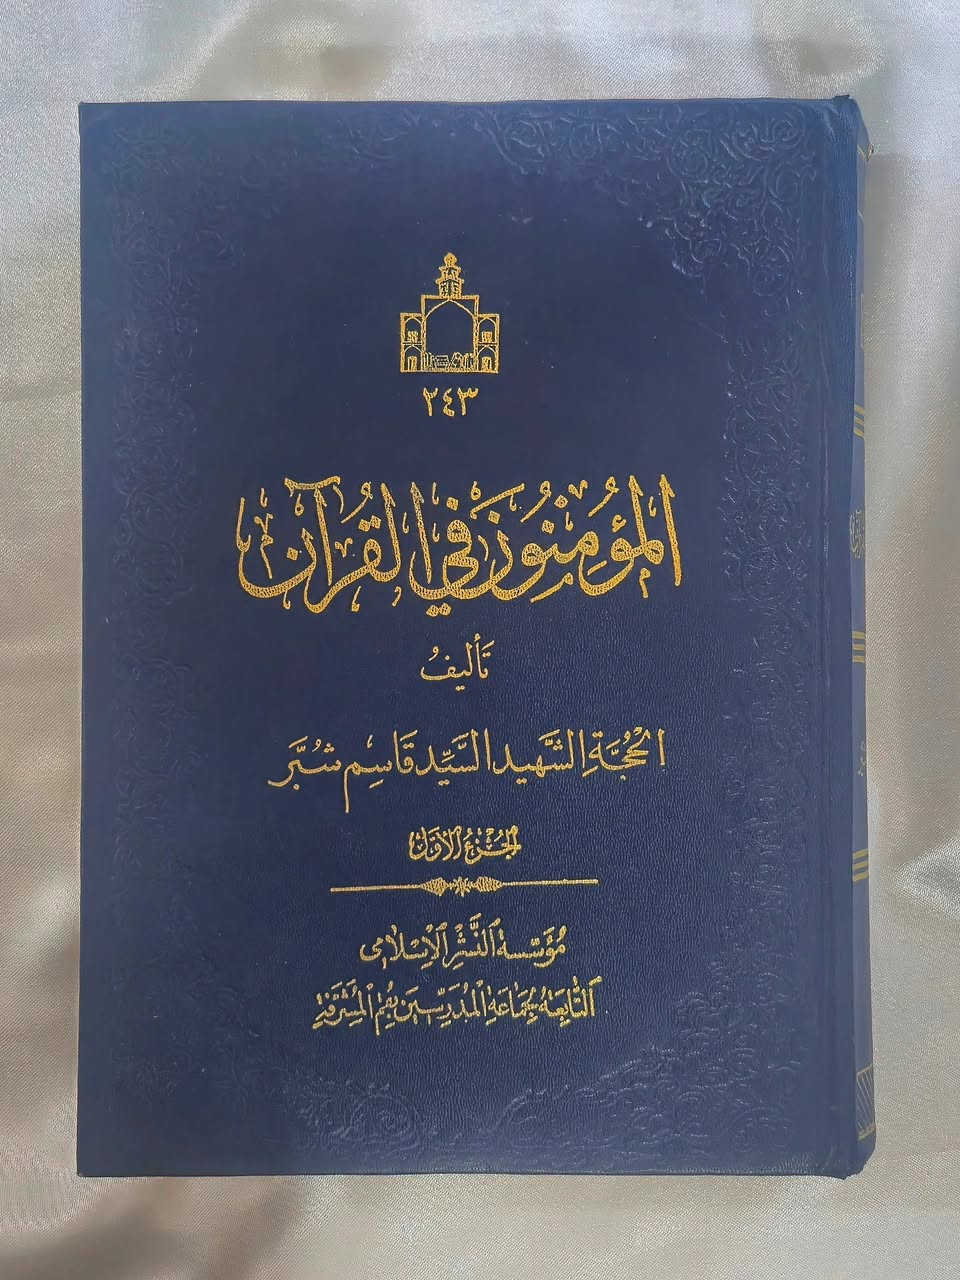 ٢٤٣
المؤمنون في القرآن
تأليف
الحجة الشهيد السيد قاسم شبر
الجزء الأول
مؤسسة النشر الإسلامي
التابعة لجماعة المدرسين بقم المشرفة